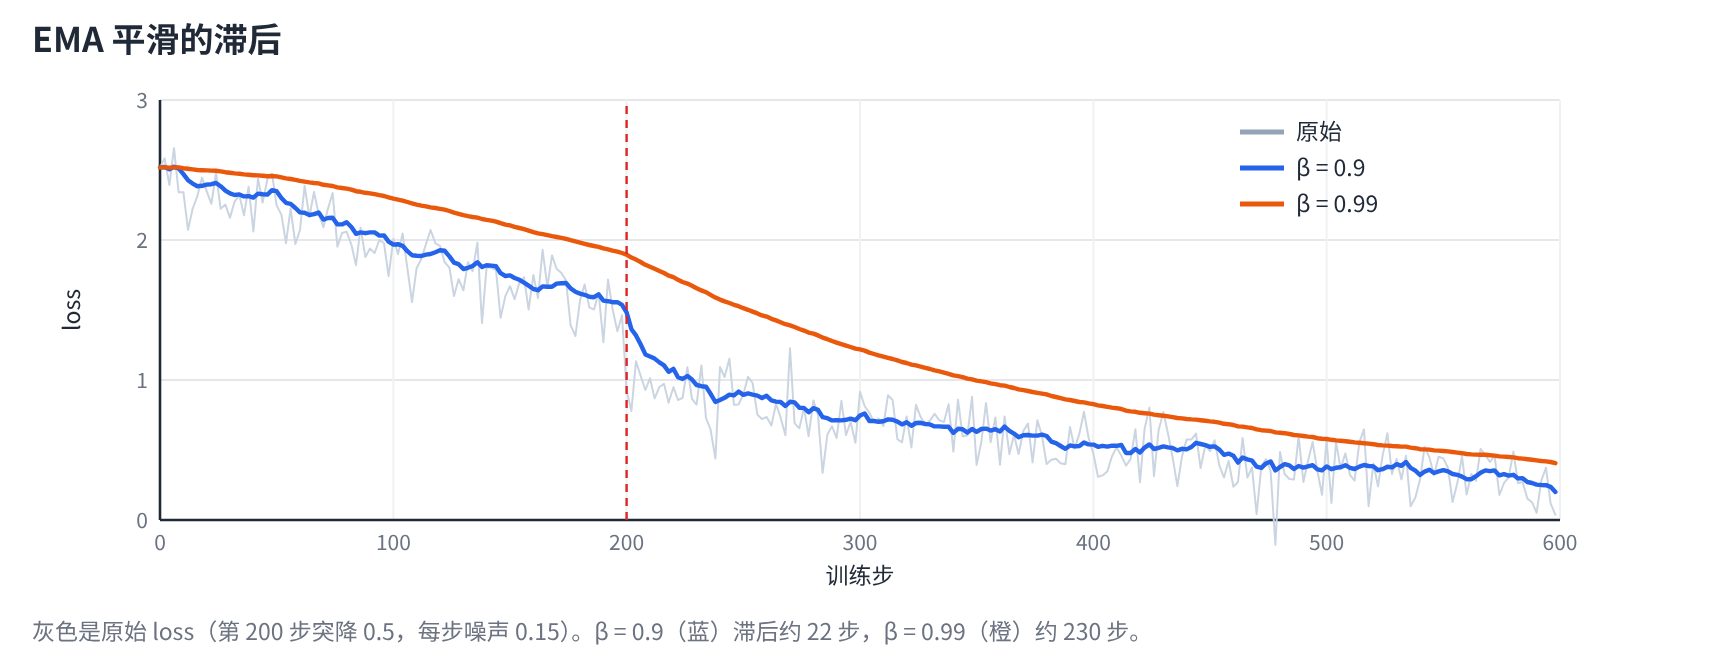 EMA 平滑的滞后
3
2
1
0
loss
原始
β = 0.9
β = 0.99
0 100 200 300 400 500 600
训练步
灰色是原始 loss（第 200 步突降 0.5，每步噪声 0.15）。β = 0.9（蓝）滞后约 22 步，β = 0.99（橙）约 230 步。